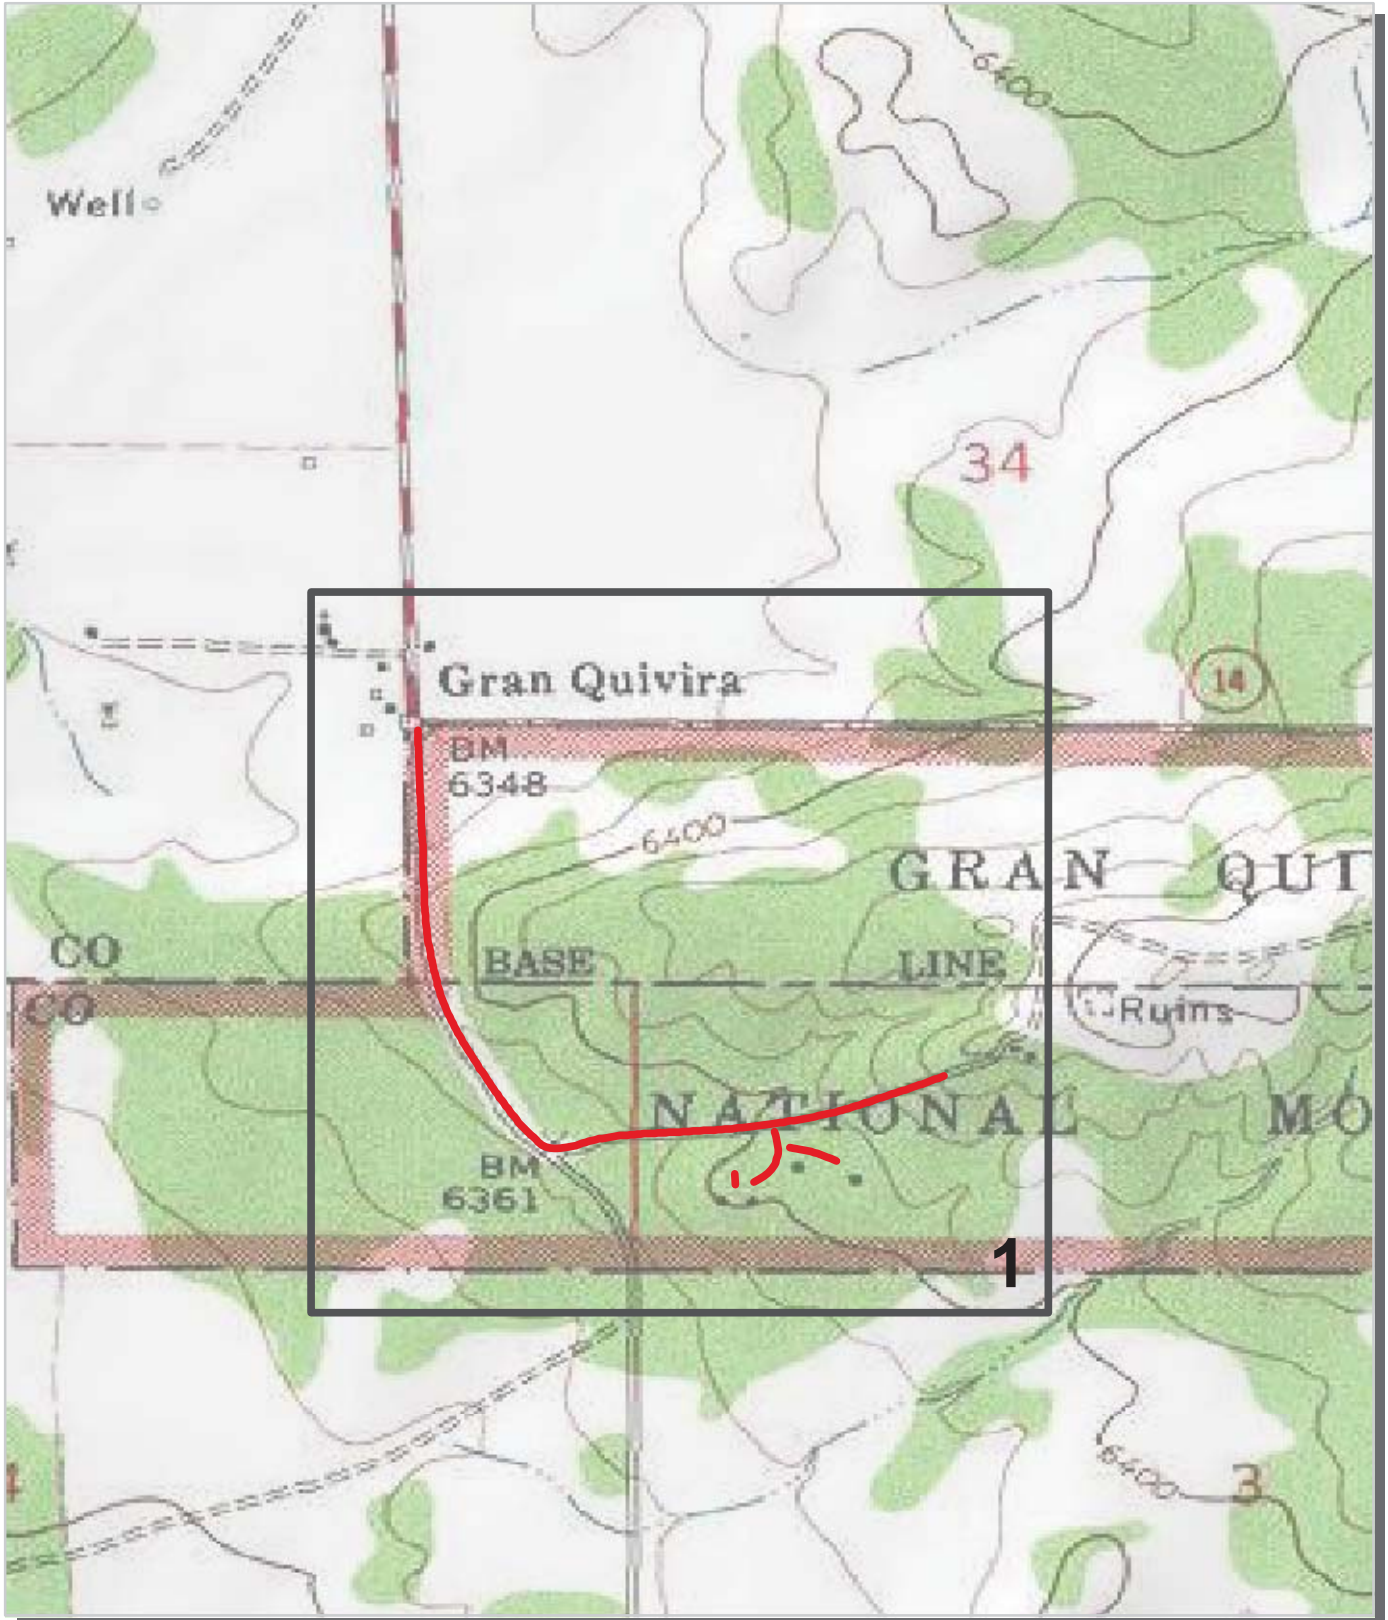 6400
Well
34
14
Gran Quivira
BM
6348
6400
GRAN QUI
CO
BASE LINE
CO
Ruins
NATIONAL MO
BM
6361
1
6400
3
4